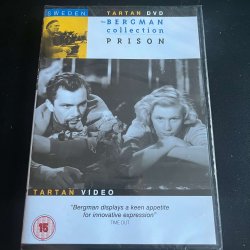 SWEDEN
TARTAN DVD
the BERGMAN
collection
PRISON
TARTAN VIDEO
15
"Bergman displays a keen appetite
for innovative expression"
TIME OUT